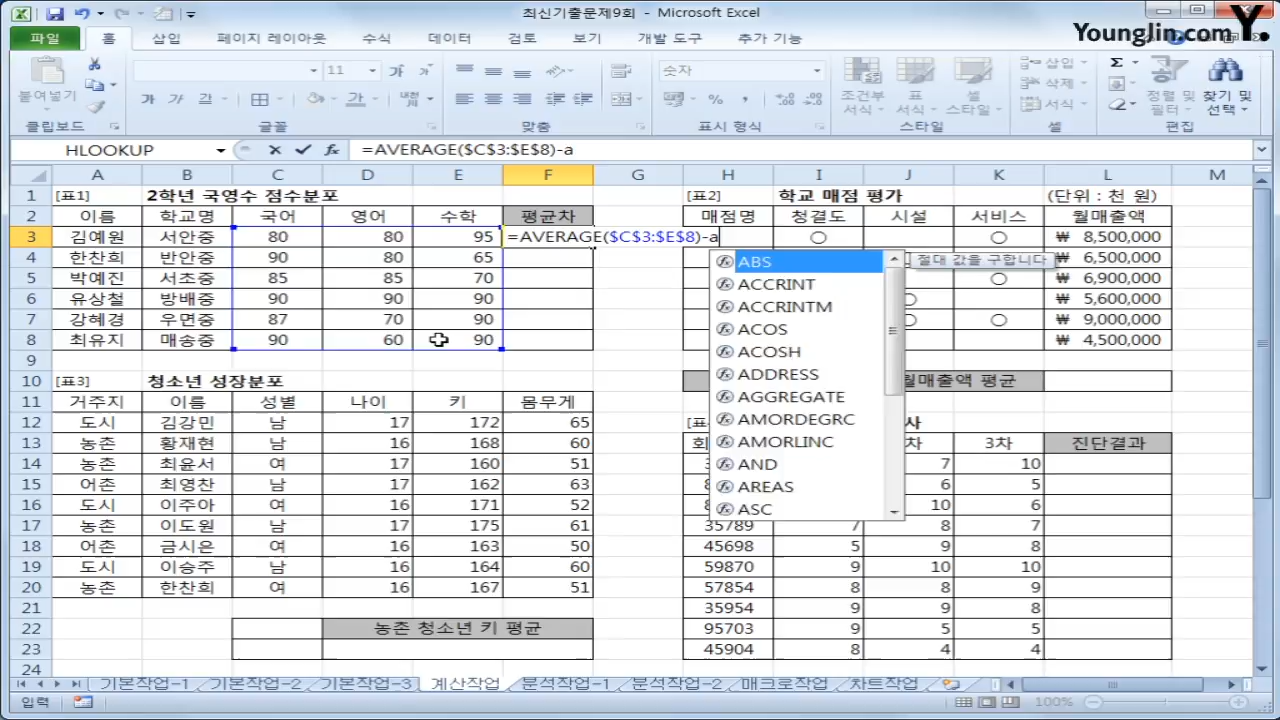 최신기출문제9회 - Microsoft Excel
Younglin.com Y.
파일 홈 삽입 페이지 레이아웃 수식 데이터 검토 보기 개발 도구 추가 기능
붙여넣기 11 가 가 가 가 가 가 숫자 % , 조건부 서식 표 서식 셀 스타일 삽입 삭제 서식 Σ 정렬 및 필터 찾기 및 선택
클립보드 글꼴 맞춤 표시 형식 스타일 셀 편집
HLOOKUP fx =AVERAGE($C$3:$E$8)-a
A B C D E F G H I J K L M
1 [표1] 2학년 국영수 점수분포 [표2] 학교 매점 평가 (단위 : 천 원)
2 이름 학교명 국어 영어 수학 평균차 매점명 청결도 시설 서비스 월매출액
3 김예원 서안중 80 80 95 =AVERAGE($C$3:$E$8)-a ○ ○ ₩ 8,500,000
4 한찬희 반안중 90 80 65 ABS 절대 값을 구합니다 ₩ 6,500,000
5 박예진 서초중 85 85 70 ACCRINT ○ ₩ 6,900,000
6 유상철 방배중 90 90 90 ACCRINTM ○ ₩ 5,600,000
7 강혜경 우면중 87 70 90 ACOS ○ ○ ₩ 9,000,000
8 최유지 매송중 90 60 90 ACOSH ₩ 4,500,000
9 ADDRESS
10 [표3] 청소년 성장분포 AGGREGATE 월매출액 평균
11 거주지 이름 성별 나이 키 몸무게
12 도시 김강민 남 17 172 65 AMORDEGRC 사
13 농촌 황재현 남 16 168 60 AMORLINC 차 3차 진단결과
14 농촌 최윤서 여 17 160 51 AND 7 10
15 어촌 최영찬 남 17 162 63 AREAS 6 5
16 도시 이주아 여 16 171 52 ASC 10 6
17 농촌 이도원 남 17 175 61 35789 7 8 7
18 어촌 금시은 여 16 163 50 45698 5 9 8
19 도시 이승주 남 16 164 60 59870 9 10 10
20 농촌 한찬희 여 16 167 51 57854 8 8 9
21 35954 9 9 8
22 농촌 청소년 키 평균 95703 9 5 5
23 45904 8 4 4
24
기본작업-1 기본작업-2 기본작업-3 계산작업 분석작업-1 분석작업-2 매크로작업 차트작업
입력 100%